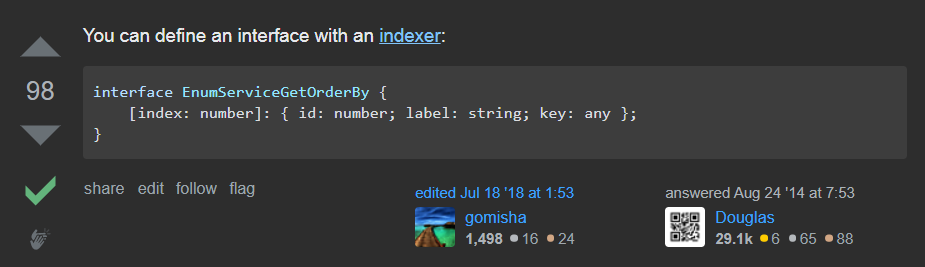 You can define an interface with an indexer:
98
interface EnumServiceGetOrderBy {
    [index: number]: { id: number; label: string; key: any };
}
share edit follow flag
edited Jul 18 '18 at 1:53
gomisha
1,498 ●16 ●24
answered Aug 24 '14 at 7:53
Douglas
29.1k ●6 ●65 ●88